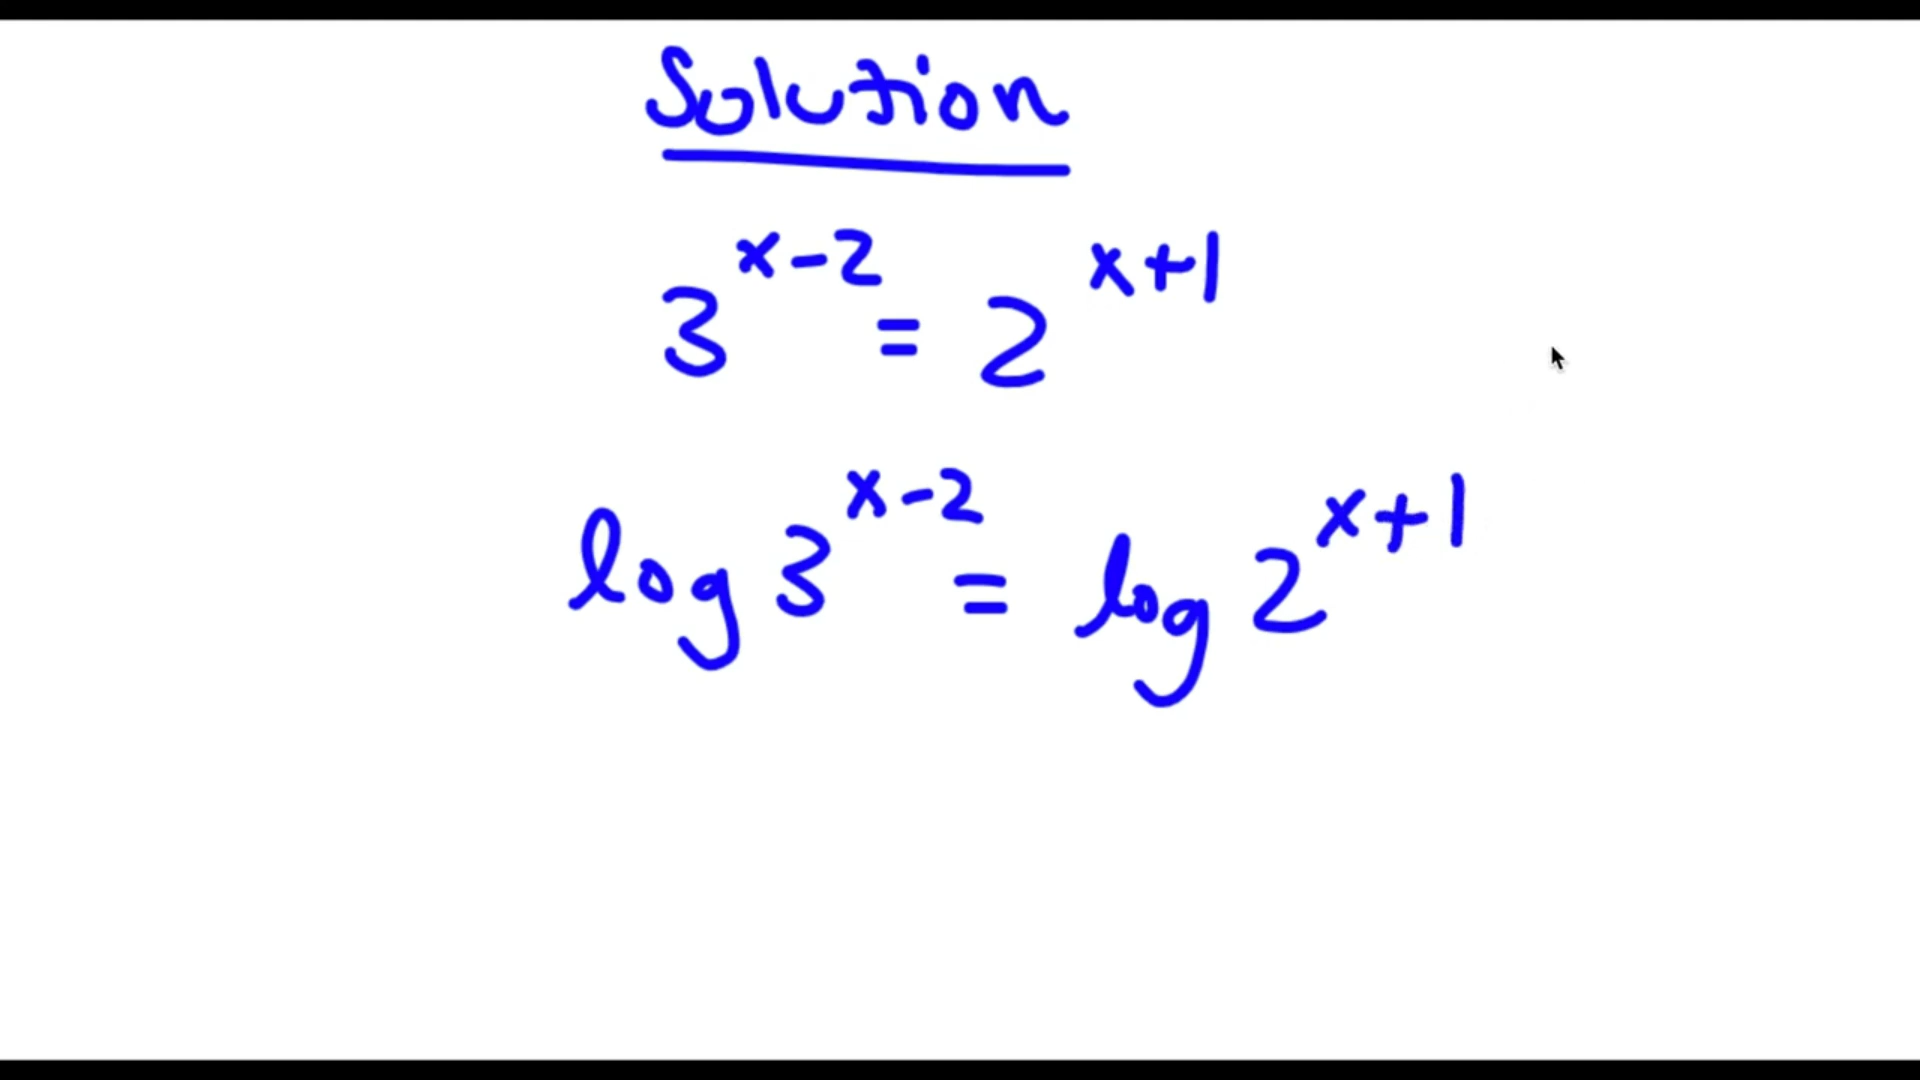 Solution
3^{x-2} = 2^{x+1}
log 3^{x-2} = log 2^{x+1}